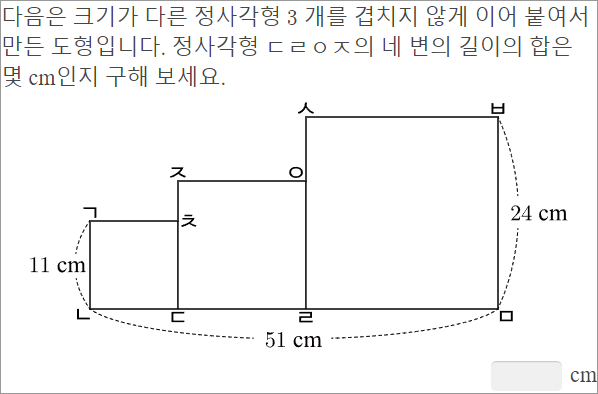 다음은 크기가 다른 정사각형 3 개를 겹치지 않게 이어 붙여서
만든 도형입니다. 정사각형 ㄷㄹㅇㅈ의 네 변의 길이의 합은
몇 cm인지 구해 보세요.
ㅅ ㅂ
ㅈ ㅇ
ㄱ ㅊ
24 cm
11 cm
ㄴ ㄷ ㄹ ㅁ
51 cm
cm